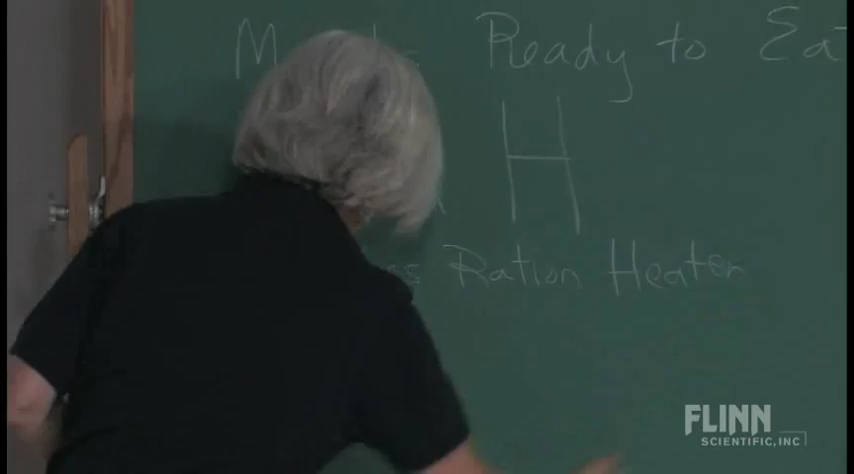 Ready to
H
Ration Heater
FLINN
SCIENTIFIC, INC